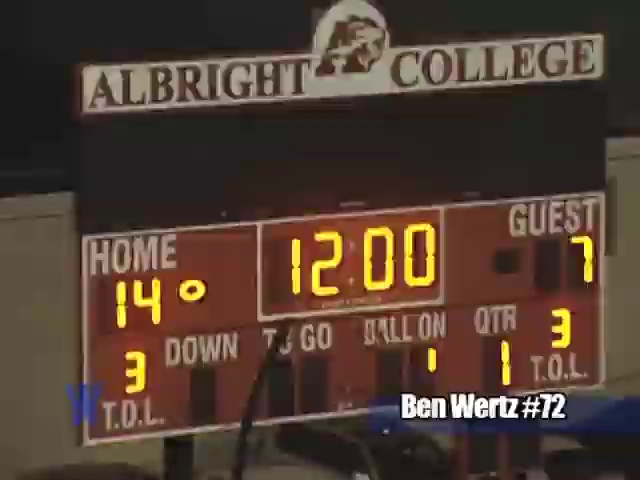 ALBRIGHT COLLEGE
HOME 12:00 GUEST
14 7
DOWN TO GO BALL ON QTR
3 1 1 3
T.O.L. T.O.L.
W Ben Wertz #72